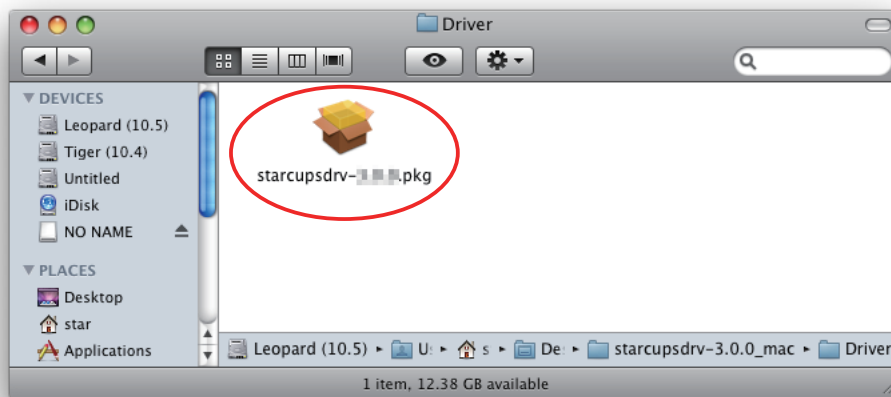 Driver
DEVICES
Leopard (10.5)
Tiger (10.4)
Untitled
iDisk
NO NAME
PLACES
Desktop
star
Applications
starcupsdrv- .pkg
Leopard (10.5) U: s De: starcupsdrv-3.0.0_mac Driver
1 item, 12.38 GB available